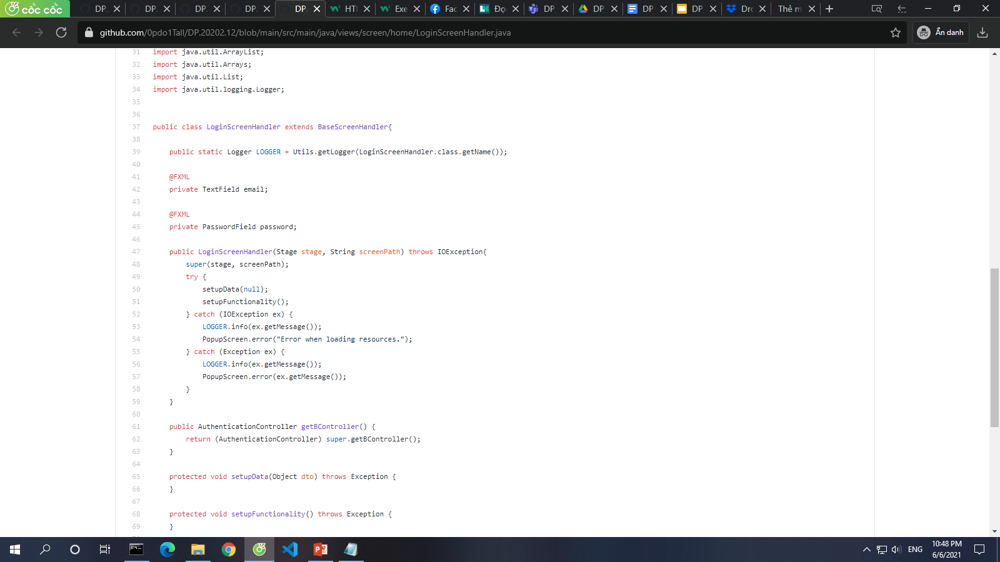 cốc cốc DP. DP. DP. DP. DP. HTI Exe Fac Đọ DP_ DP. DP DP_ Dro Thẻ m
github.com/0pdo1Tall/DP.20202.12/blob/main/src/main/java/views/screen/home/LoginScreenHandler.java Ẩn danh
31 import java.util.ArrayList;
32 import java.util.Arrays;
33 import java.util.List;
34 import java.util.logging.Logger;
35
36
37 public class LoginScreenHandler extends BaseScreenHandler{
38
39 public static Logger LOGGER = Utils.getLogger(LoginScreenHandler.class.getName());
40
41 @FXML
42 private TextField email;
43
44 @FXML
45 private PasswordField password;
46
47 public LoginScreenHandler(Stage stage, String screenPath) throws IOException{
48 super(stage, screenPath);
49 try {
50 setupData(null);
51 setupFunctionality();
52 } catch (IOException ex) {
53 LOGGER.info(ex.getMessage());
54 PopupScreen.error("Error when loading resources.");
55 } catch (Exception ex) {
56 LOGGER.info(ex.getMessage());
57 PopupScreen.error(ex.getMessage());
58 }
59 }
60
61 public AuthenticationController getBController() {
62 return (AuthenticationController) super.getBController();
63 }
64
65 protected void setupData(Object dto) throws Exception {
66 }
67
68 protected void setupFunctionality() throws Exception {
69 }
ENG
10:48 PM
6/6/2021